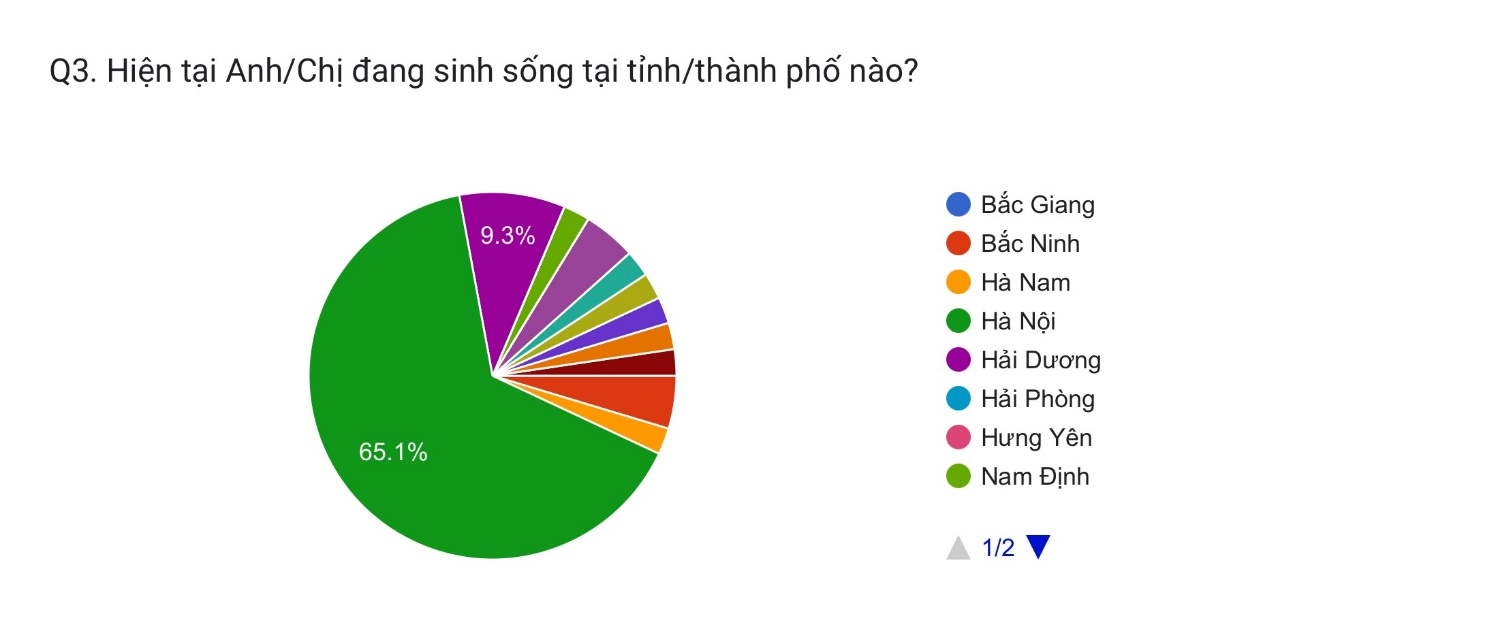 Q3. Hiện tại Anh/Chị đang sinh sống tại tỉnh/thành phố nào?
9.3%
65.1%
Bắc Giang
Bắc Ninh
Hà Nam
Hà Nội
Hải Dương
Hải Phòng
Hưng Yên
Nam Định
1/2